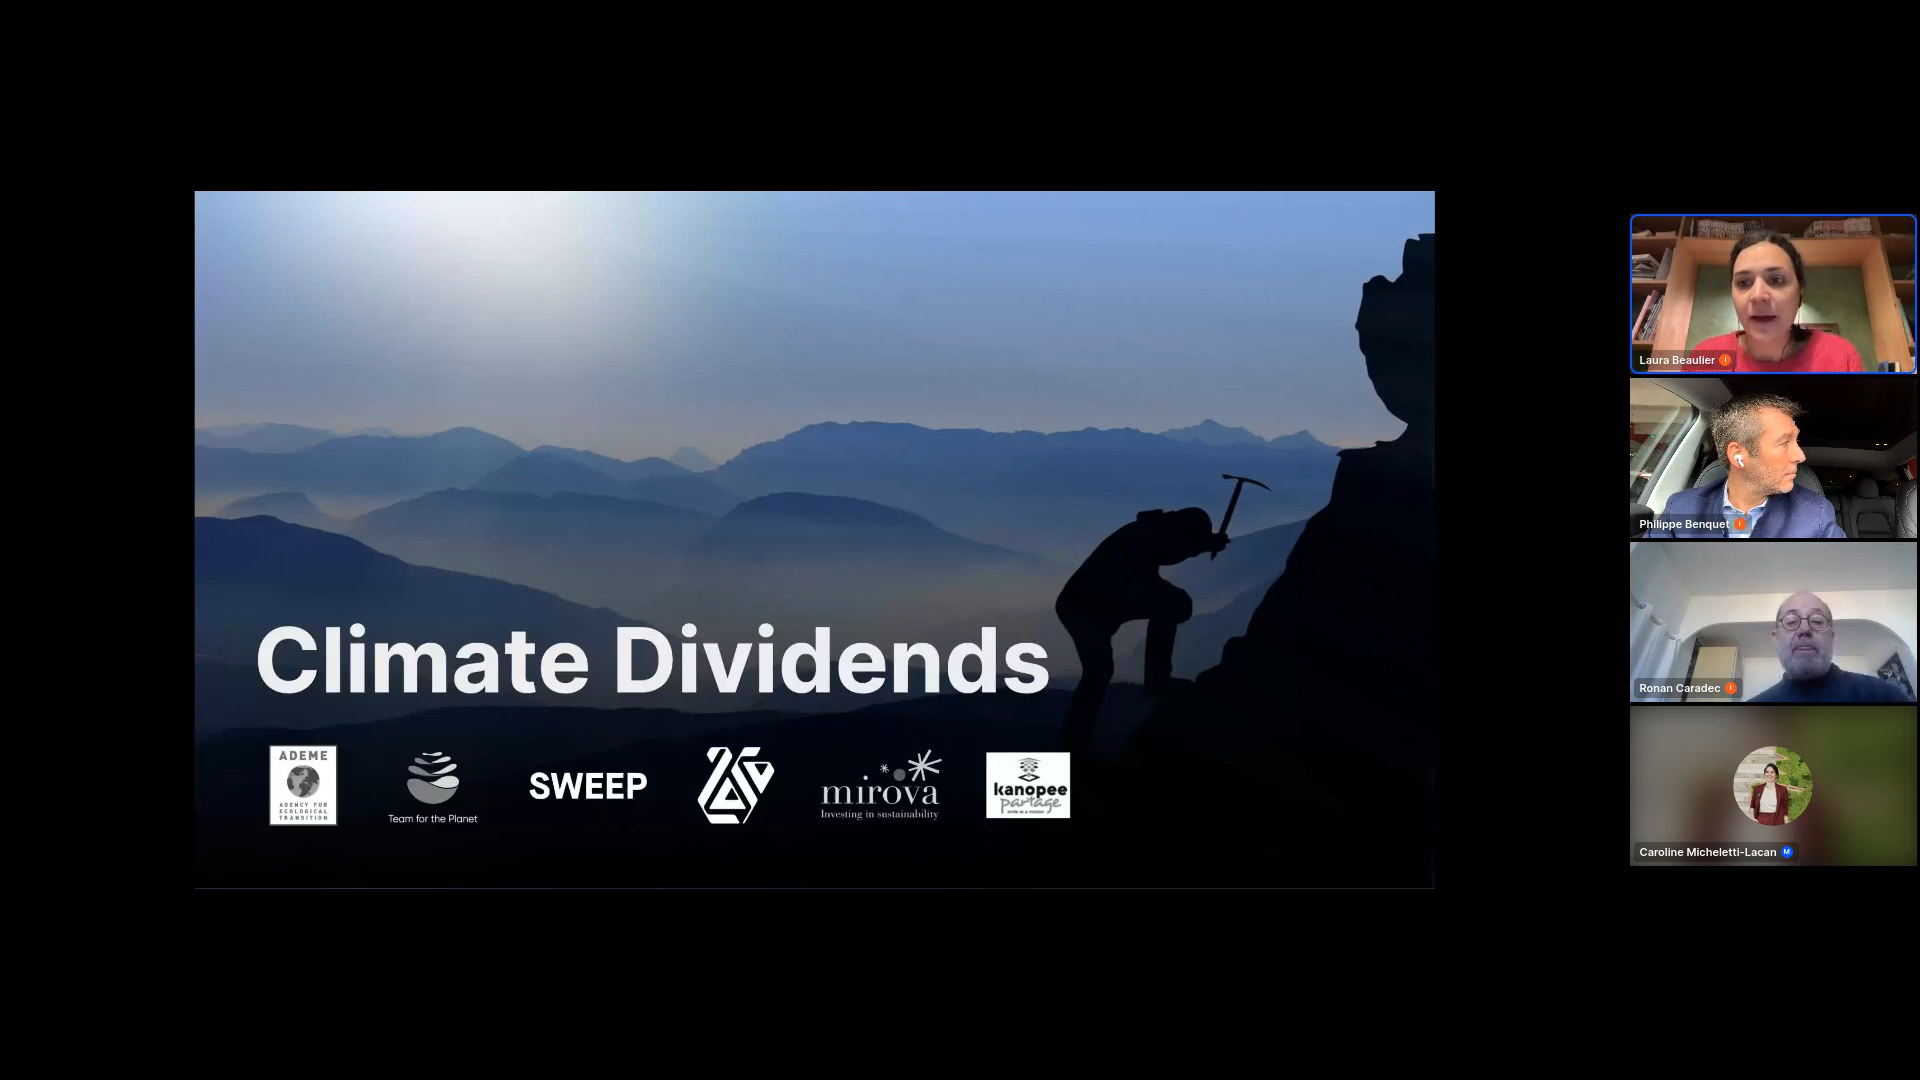 Climate Dividends
ADEME
AGENCY FOR
ECOLOGICAL
TRANSITION
Team for the Planet
SWEEP
mirova
Investing in sustainability
kanopee
partage
Laura Beaulier I
Philippe Benquet I
Ronan Caradec I
Caroline Micheletti-Lacan M